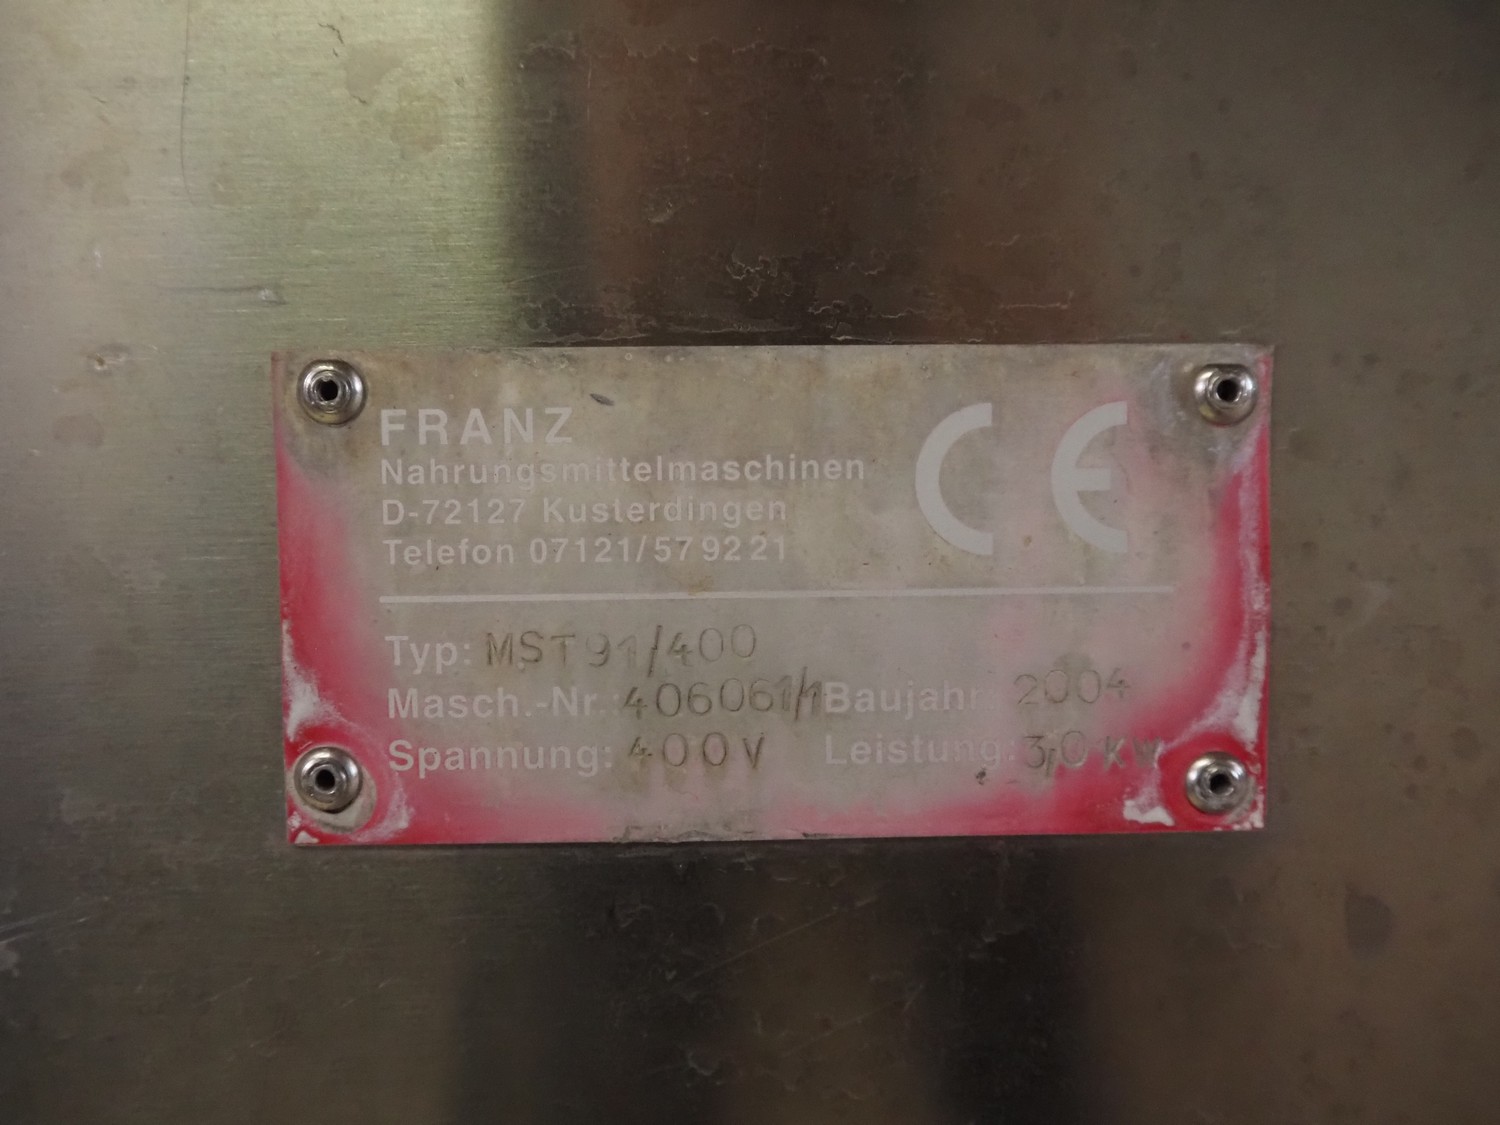 FRANZ
Nahrungsmittelmaschinen
D-72127 Kusterdingen
Telefon 07121/57 92 21
CE
Typ: MST 91/400
Masch.-Nr.: 406061/1 Baujahr: 2004
Spannung: 400V Leistung: 3,0 KW